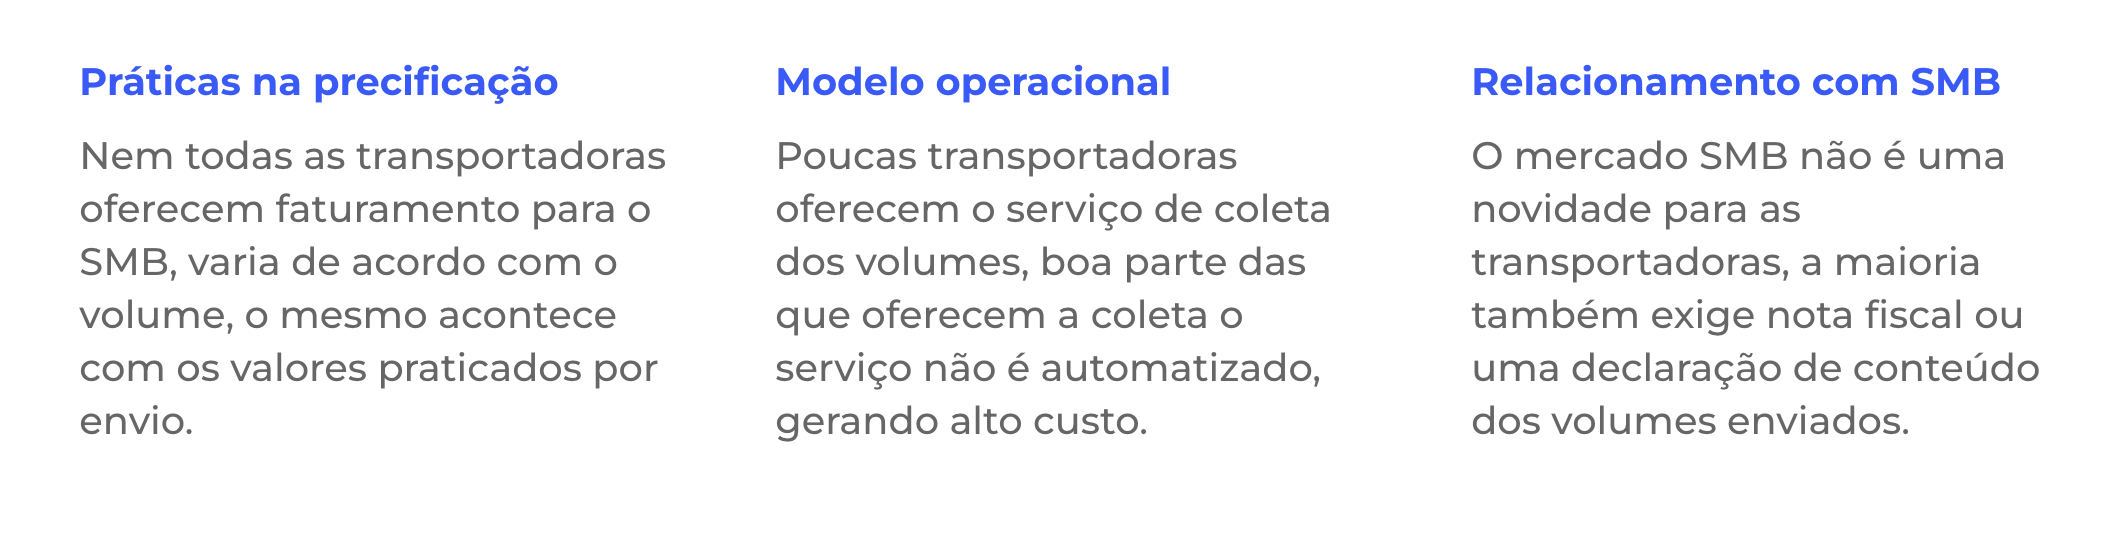 Práticas na precificação
Nem todas as transportadoras
oferecem faturamento para o
SMB, varia de acordo com o
volume, o mesmo acontece
com os valores praticados por
envio.
Modelo operacional
Poucas transportadoras
oferecem o serviço de coleta
dos volumes, boa parte das
que oferecem a coleta o
serviço não é automatizado,
gerando alto custo.
Relacionamento com SMB
O mercado SMB não é uma
novidade para as
transportadoras, a maioria
também exige nota fiscal ou
uma declaração de conteúdo
dos volumes enviados.